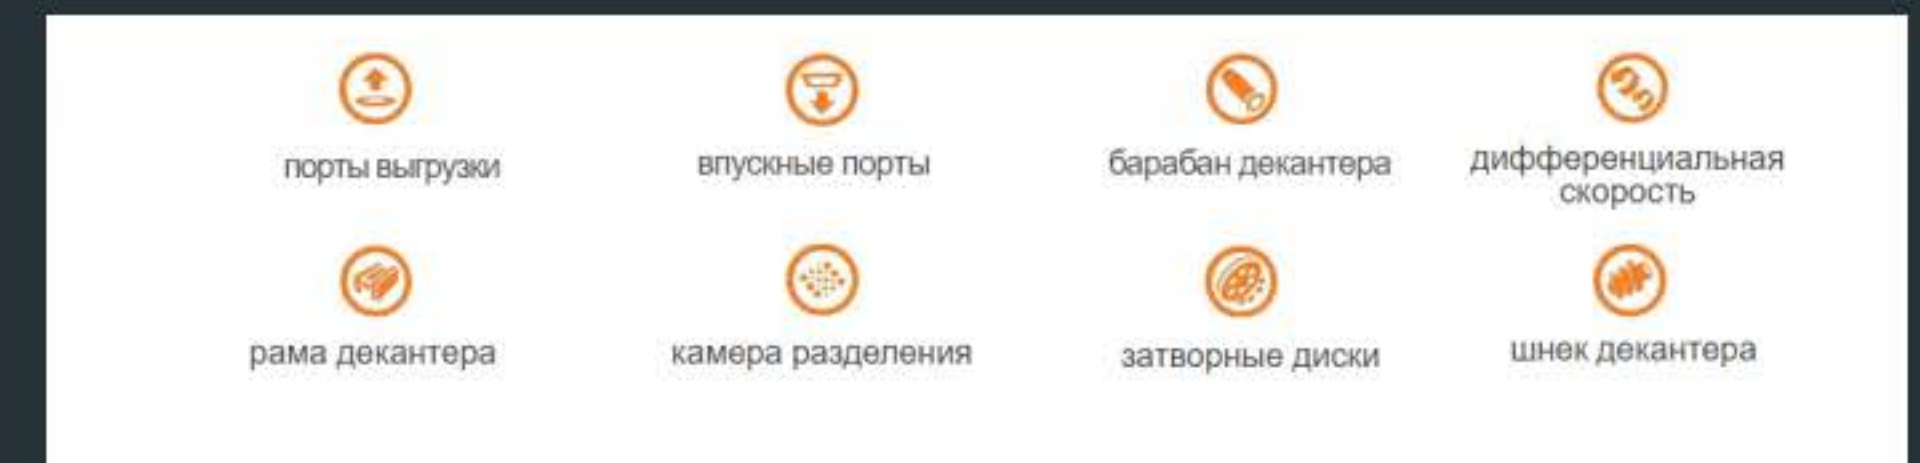 порты выгрузки
впускные порты
барабан декантера
дифференциальная
скорость
рама декантера
камера разделения
затворные диски
шнек декантера